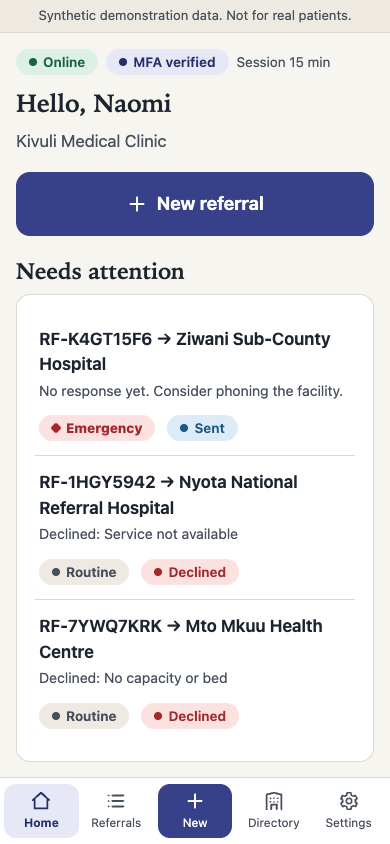 Synthetic demonstration data. Not for real patients.
Online MFA verified Session 15 min
Hello, Naomi
Kivuli Medical Clinic
+ New referral
Needs attention
RF-K4GT15F6 → Ziwani Sub-County
Hospital
No response yet. Consider phoning the facility.
Emergency Sent
RF-1HGY5942 → Nyota National
Referral Hospital
Declined: Service not available
Routine Declined
RF-7YWQ7KRK → Mto Mkuu Health
Centre
Declined: No capacity or bed
Routine Declined
Home Referrals New Directory Settings